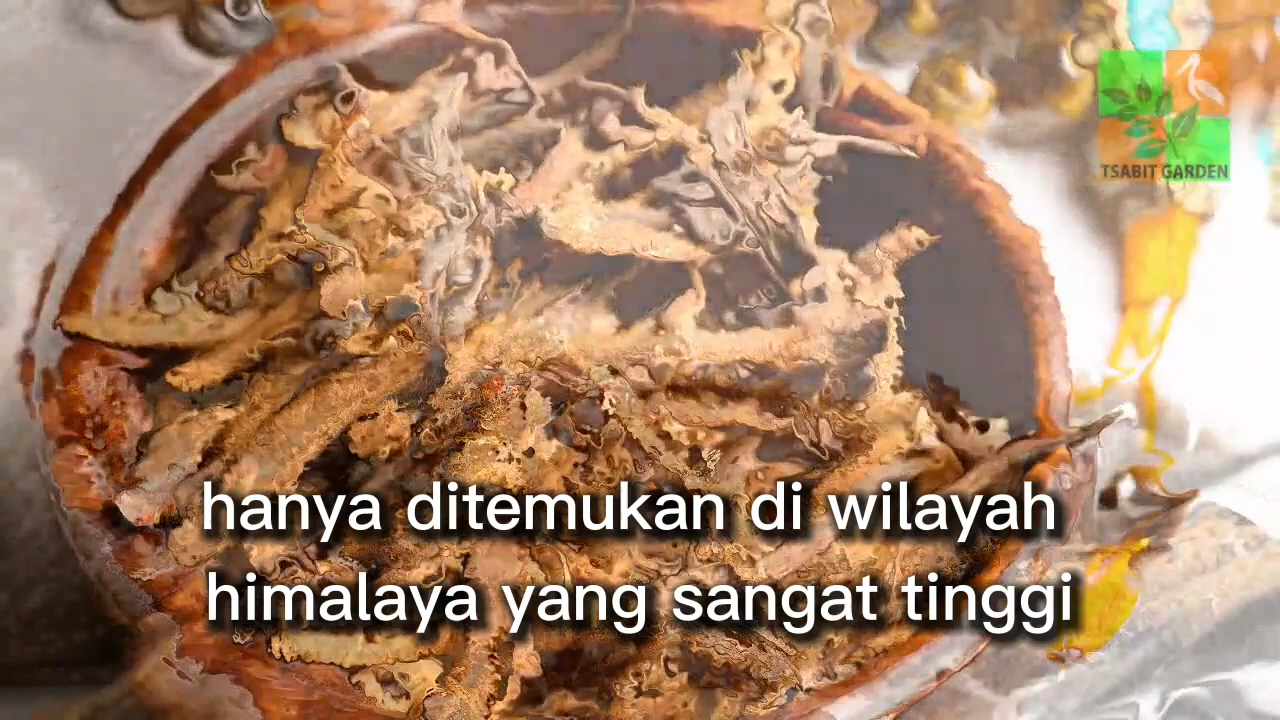 TSABIT GARDEN
hanya ditemukan di wilayah
himalaya yang sangat tinggi